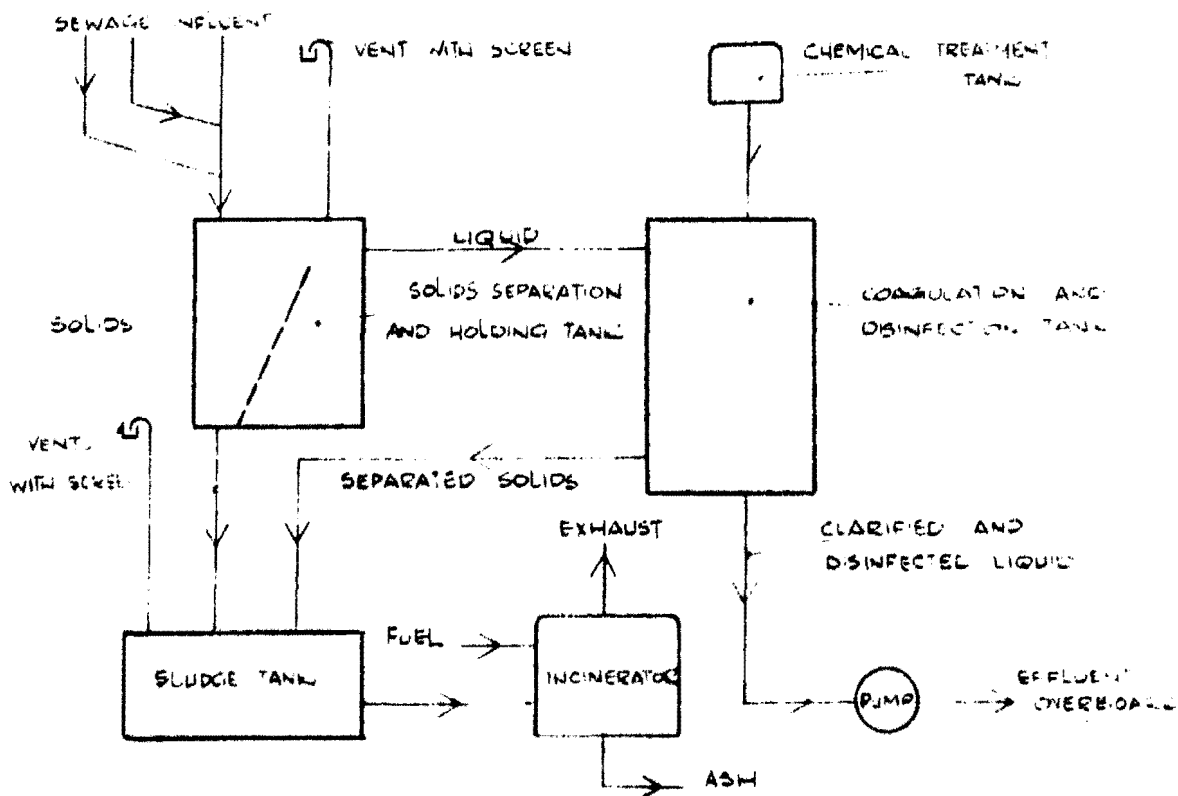 SEWAGE INFLUENT
VENT WITH SCREEN
CHEMICAL TREATMENT
TANK
LIQUID
SOLIDS SEPARATION
AND HOLDING TANK
SOLIDS
COAGULATION AND
DISINFECTION TANK
VENT
WITH
SEPARATED SOLIDS
EXHAUST
CLARIFIED AND
DISINFECTED LIQUID
FUEL
SLUDGE TANK
INCINERATOR
PUMP
EFFLUENT
OVERBOARD
ASH